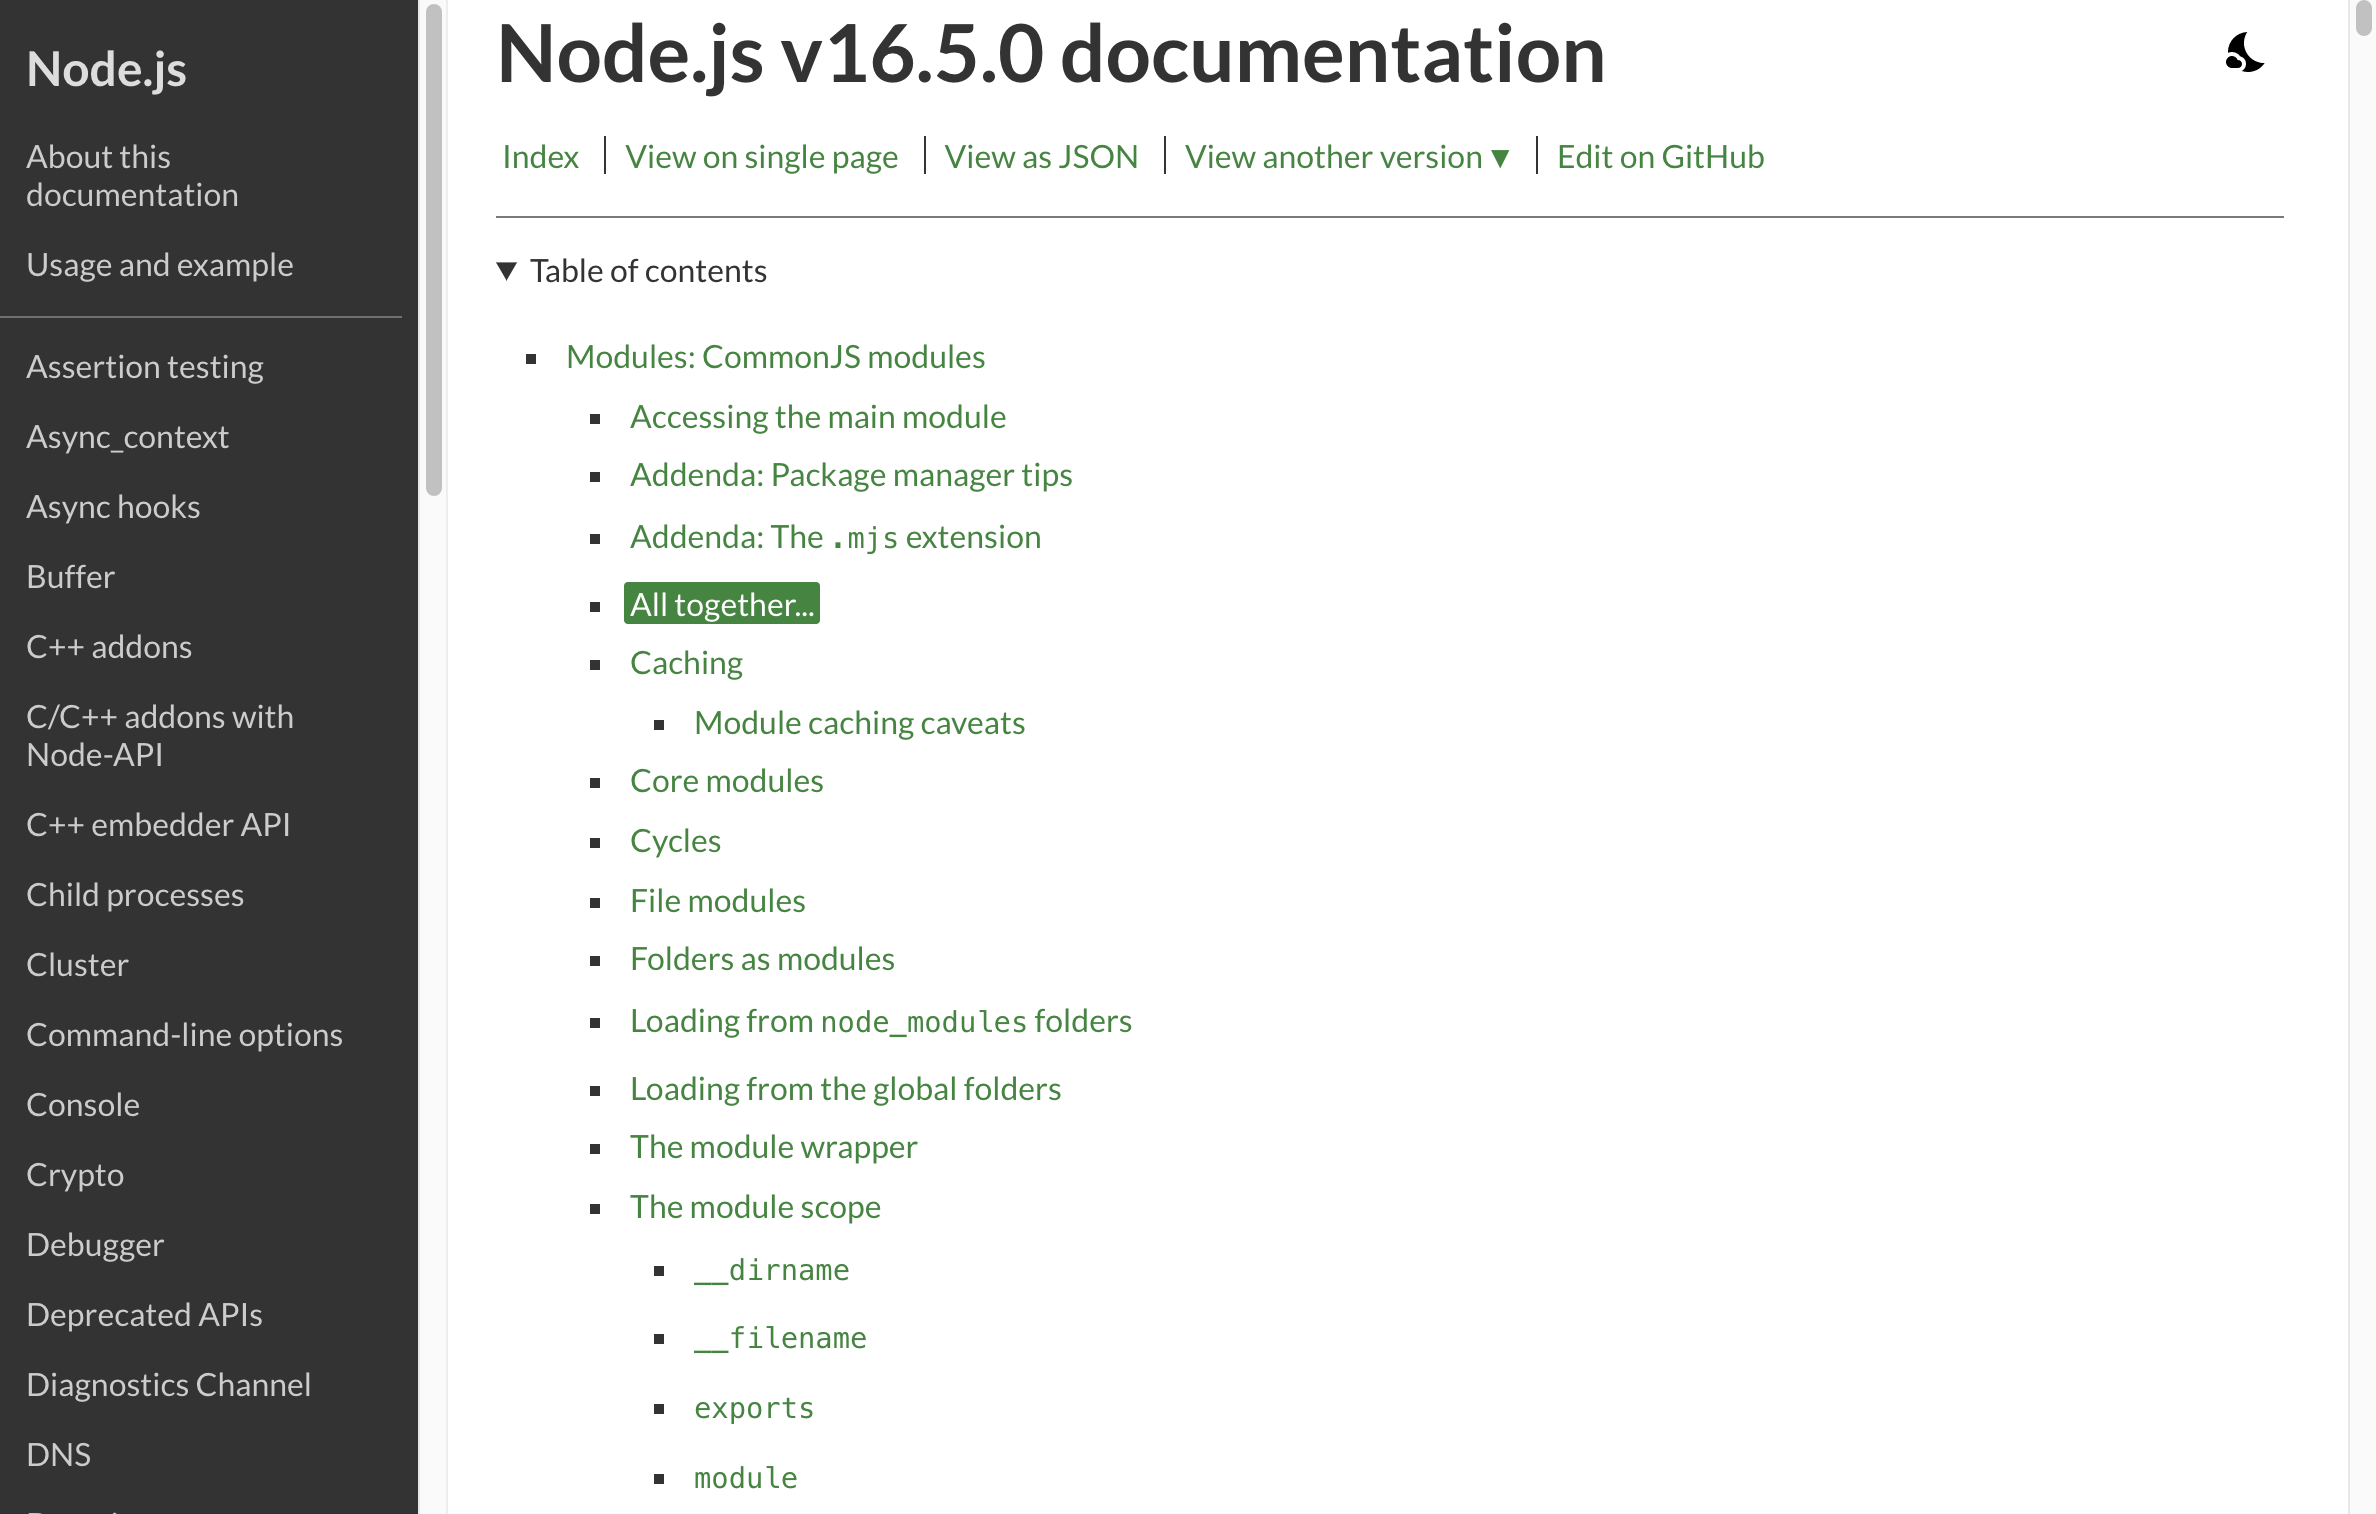 Node.js
About this
documentation
Usage and example
Assertion testing
Async_context
Async hooks
Buffer
C++ addons
C/C++ addons with
Node-API
C++ embedder API
Child processes
Cluster
Command-line options
Console
Crypto
Debugger
Deprecated APIs
Diagnostics Channel
DNS
Node.js v16.5.0 documentation
Index View on single page View as JSON View another version ▼ Edit on GitHub
▼ Table of contents
Modules: CommonJS modules
Accessing the main module
Addenda: Package manager tips
Addenda: The .mjs extension
All together...
Caching
Module caching caveats
Core modules
Cycles
File modules
Folders as modules
Loading from node_modules folders
Loading from the global folders
The module wrapper
The module scope
__dirname
__filename
exports
module